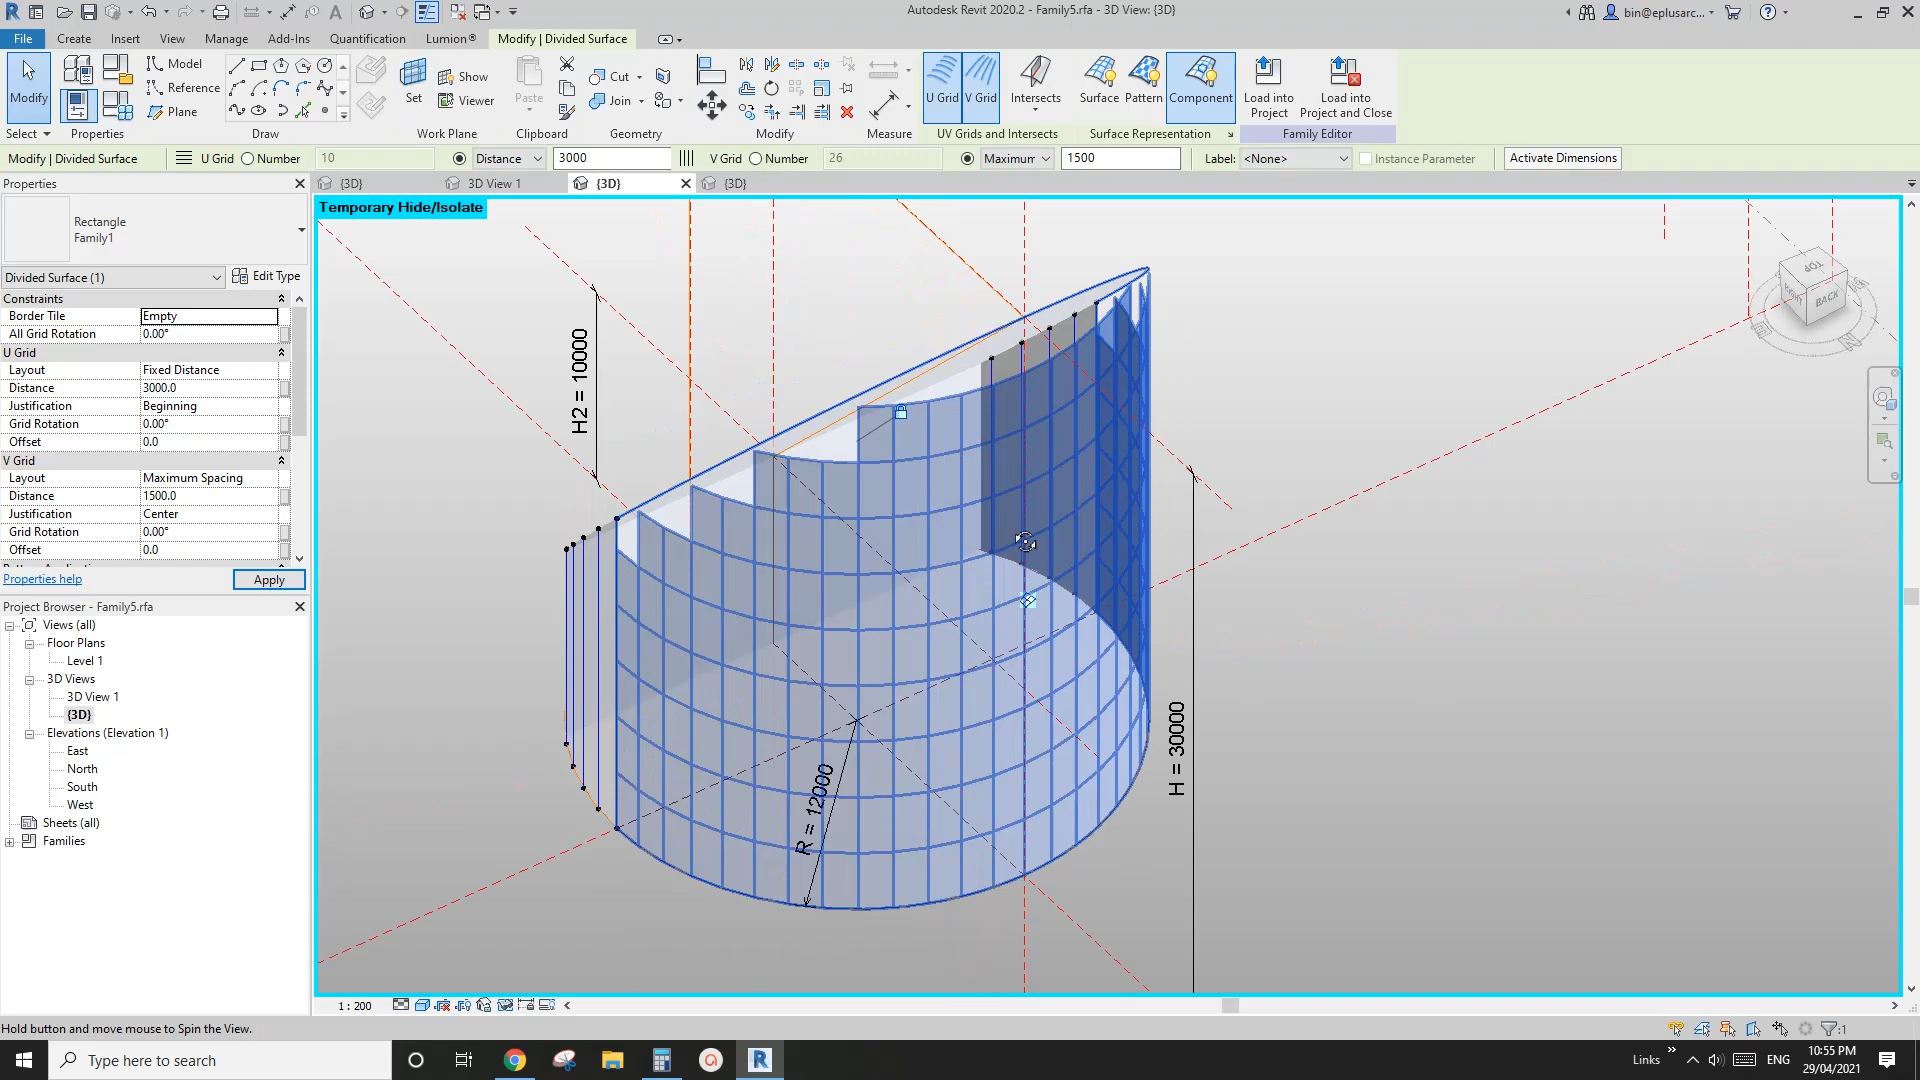 Autodesk Revit 2020.2 - Family5.rfa - 3D View: {3D}
bin@eplusarc...
File Create Insert View Manage Add-Ins Quantification Lumion® Modify | Divided Surface
Modify
Model
Reference
Plane
Set
Show
Viewer
Paste
Cut
Join
U Grid V Grid Intersects
Surface Pattern Component
Load into Project
Load into Project and Close
Select Properties Draw Work Plane Clipboard Geometry Modify Measure UV Grids and Intersects Surface Representation Family Editor
Modify | Divided Surface U Grid Number 10 Distance 3000 V Grid Number 26 Maximum 1500 Label: <None> Instance Parameter Activate Dimensions
Properties
{3D} 3D View 1 {3D} {3D}
Temporary Hide/Isolate
Rectangle
Family1
Divided Surface (1) Edit Type
Constraints
Border Tile Empty
All Grid Rotation 0.00°
U Grid
Layout Fixed Distance
Distance 3000.0
Justification Beginning
Grid Rotation 0.00°
Offset 0.0
V Grid
Layout Maximum Spacing
Distance 1500.0
Justification Center
Grid Rotation 0.00°
Offset 0.0
Properties help Apply
Project Browser - Family5.rfa
Views (all)
Floor Plans
Level 1
3D Views
3D View 1
{3D}
Elevations (Elevation 1)
East
North
South
West
Sheets (all)
Families
H2 = 10000
R = 12000
H = 30000
TOP
RIGHT
BACK
1 : 200
Hold button and move mouse to Spin the View.
:1
Type here to search
Links
ENG
10:55 PM
29/04/2021